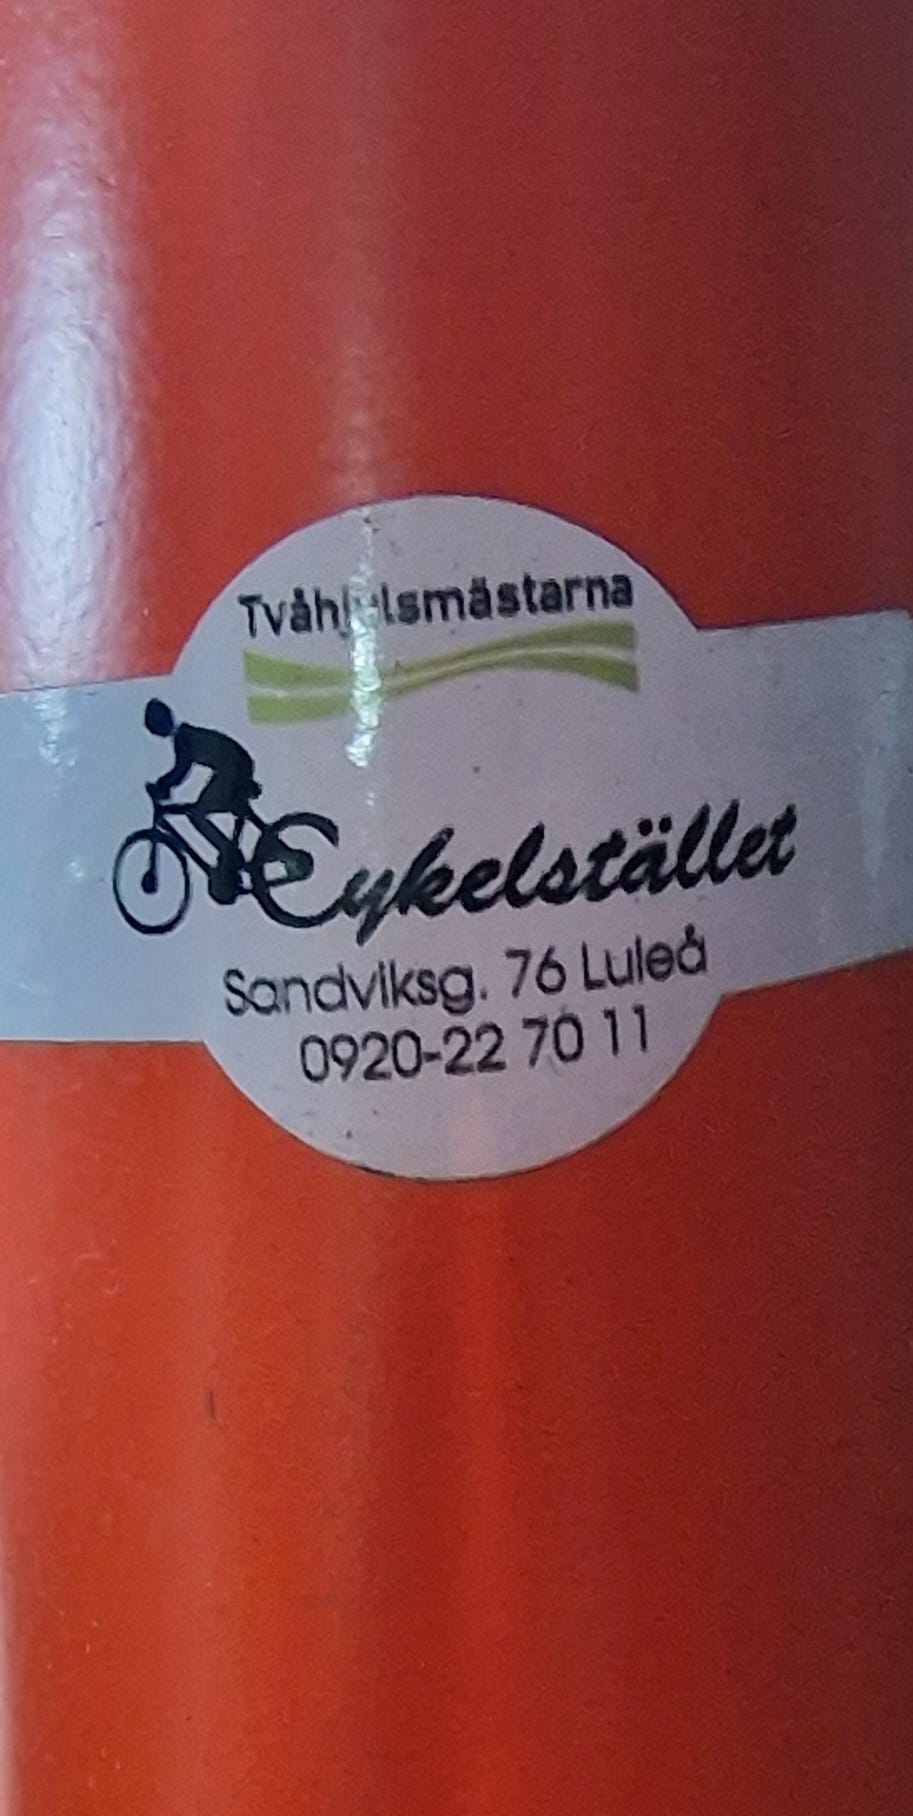 Tvåhjulsmästarna
Cykelstället
Sandviksg. 76 Luleå
0920-22 70 11